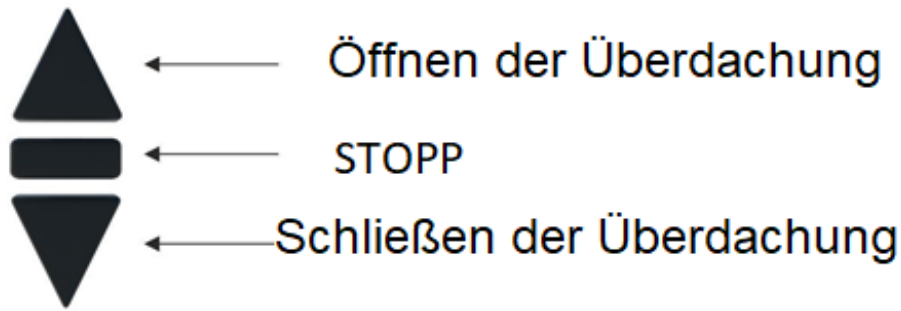 Öffnen der Überdachung
STOPP
Schließen der Überdachung